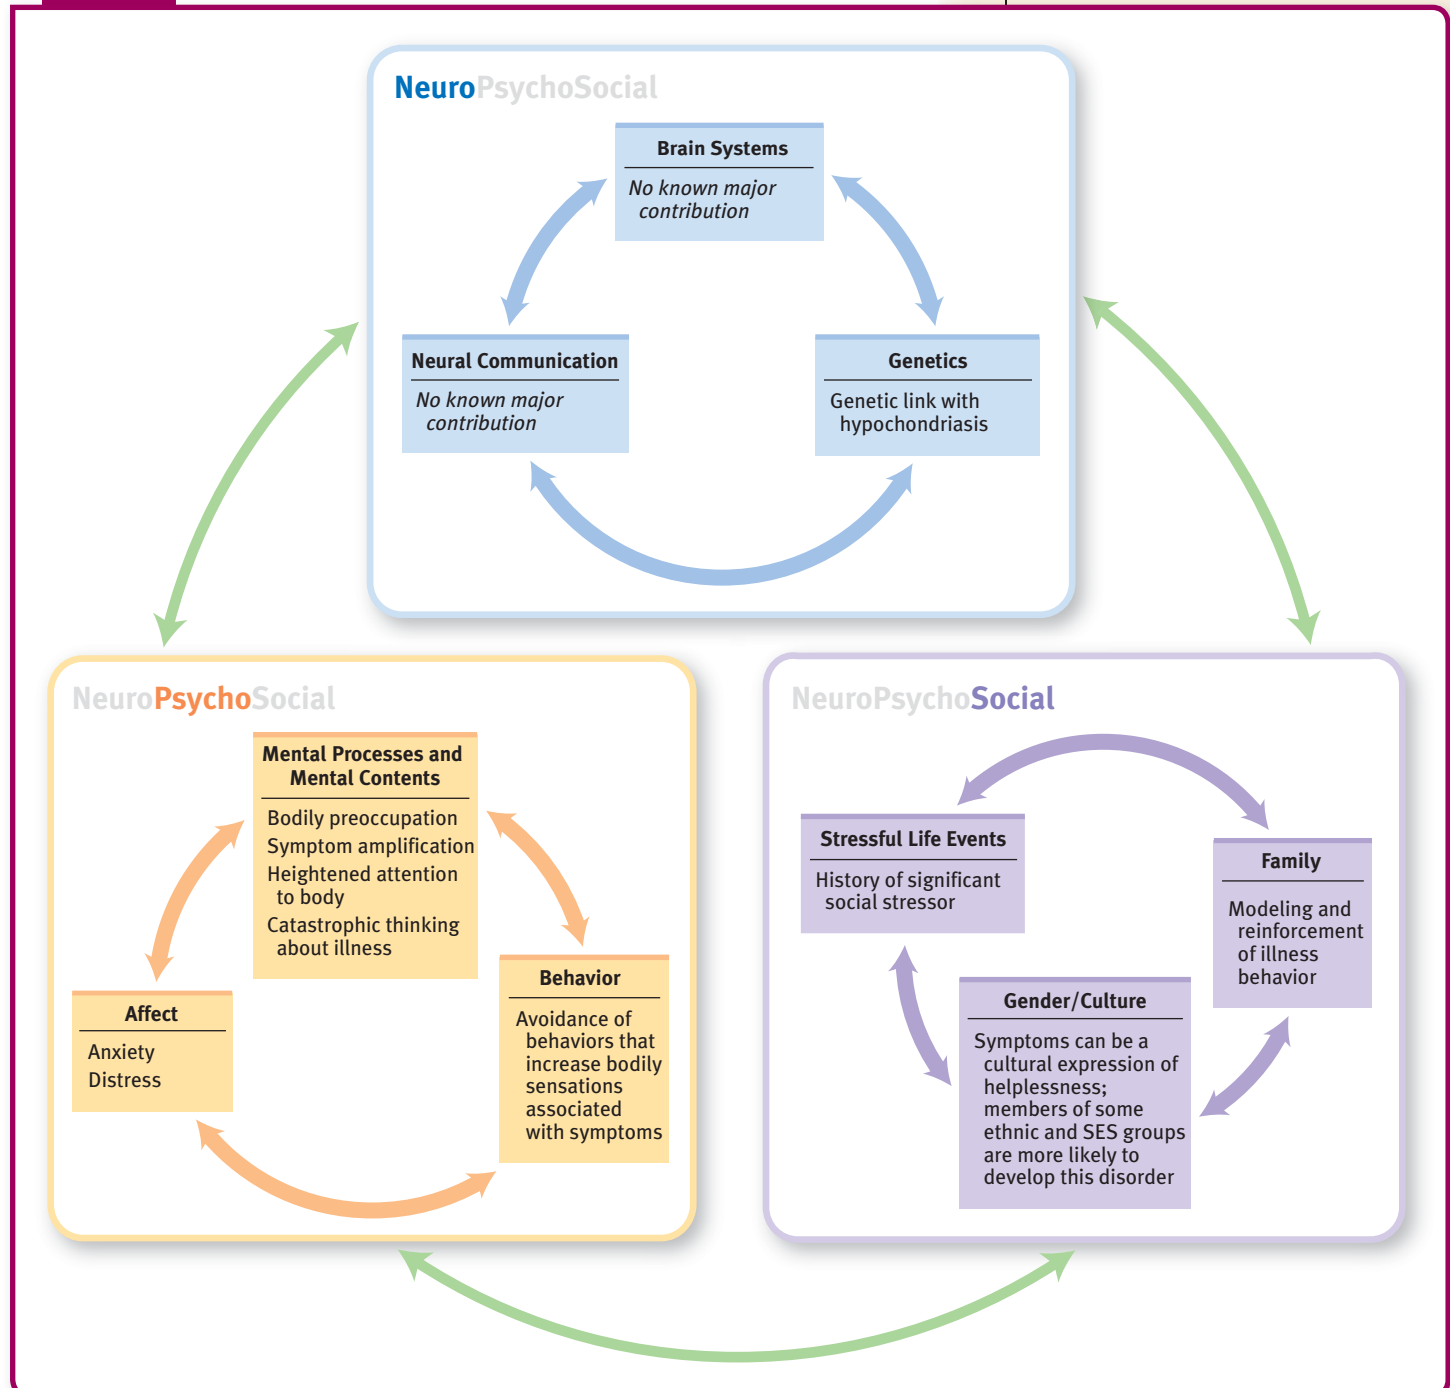 NeuroPsychoSocial
Brain Systems
No known major
contribution
Neural Communication
No known major
contribution
Genetics
Genetic link with
hypochondriasis
NeuroPsychoSocial
Mental Processes and
Mental Contents
Bodily preoccupation
Symptom amplification
Heightened attention
to body
Catastrophic thinking
about illness
Affect
Anxiety
Distress
Behavior
Avoidance of
behaviors that
increase bodily
sensations
associated
with symptoms
NeuroPsychoSocial
Stressful Life Events
History of significant
social stressor
Family
Modeling and
reinforcement
of illness
behavior
Gender/Culture
Symptoms can be a
cultural expression of
helplessness;
members of some
ethnic and SES groups
are more likely to
develop this disorder